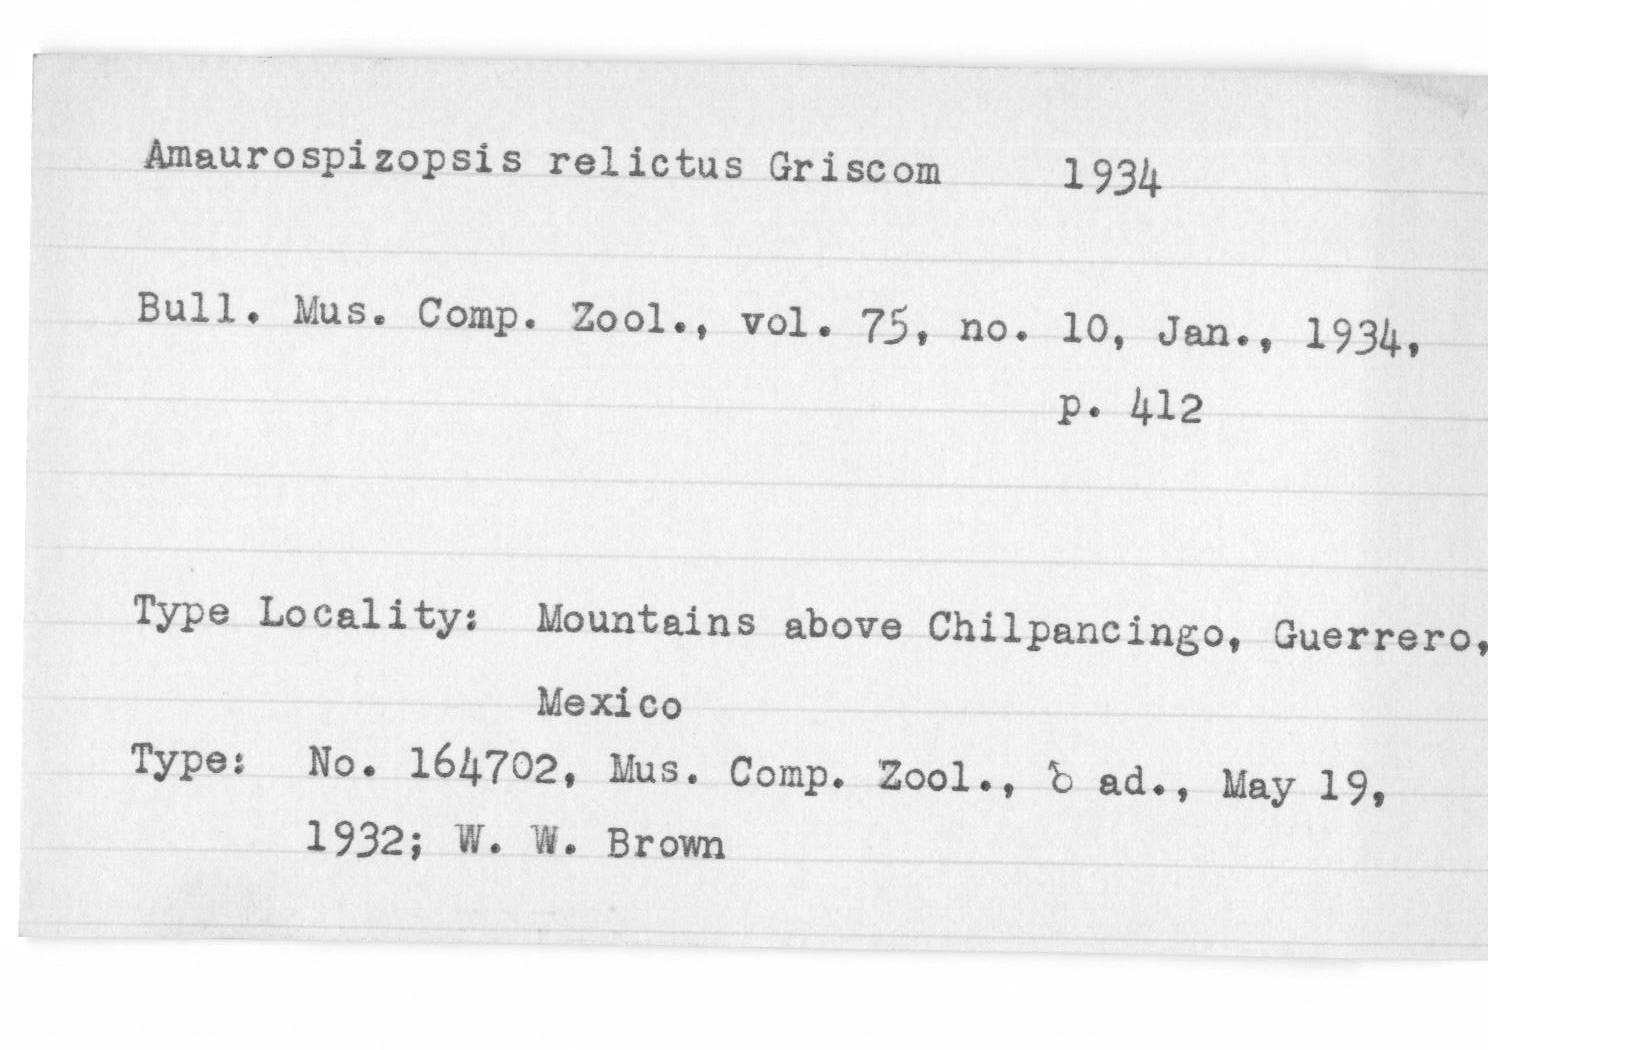 Amaurospizopsis relictus Griscom 1934
Bull. Mus. Comp. Zool., vol. 75, no. 10, Jan., 1934,
p. 412
Type Locality: Mountains above Chilpancingo, Guerrero,
Mexico
Type: No. 164702, Mus. Comp. Zool., ♂ ad., May 19,
1932; W. W. Brown